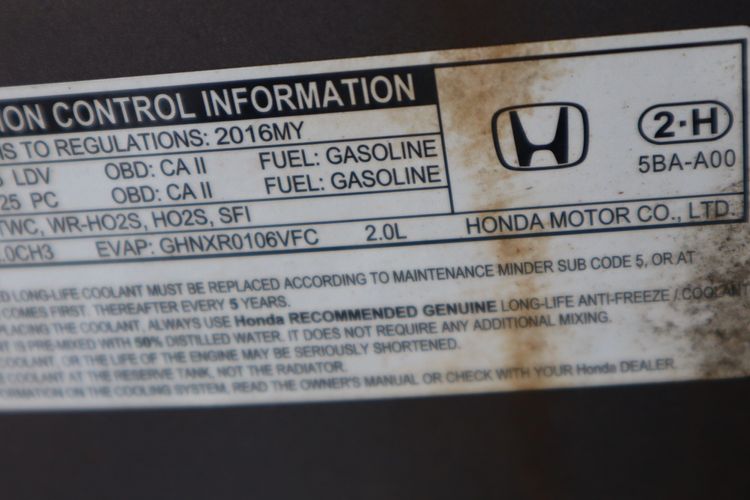 ION CONTROL INFORMATION
MS TO REGULATIONS: 2016MY
LDV OBD: CA II FUEL: GASOLINE
25 PC OBD: CA II FUEL: GASOLINE
TWC, WR-HO2S, HO2S, SFI
.0CH3 EVAP: GHNXR0106VFC 2.0L HONDA MOTOR CO., LTD.
2·H
5BA-A00
ED LONG-LIFE COOLANT MUST BE REPLACED ACCORDING TO MAINTENANCE MINDER SUB CODE 5, OR AT
COMES FIRST. THEREAFTER EVERY 5 YEARS.
PLACING THE COOLANT, ALWAYS USE Honda RECOMMENDED GENUINE LONG-LIFE ANTI-FREEZE / COOLANT
T IS PRE-MIXED WITH 50% DISTILLED WATER. IT DOES NOT REQUIRE ANY ADDITIONAL MIXING.
COOLANT, OR THE LIFE OF THE ENGINE MAY BE SERIOUSLY SHORTENED.
E COOLANT AT THE RESERVE TANK, NOT THE RADIATOR.
FORMATION ON THE COOLING SYSTEM, READ THE OWNER'S MANUAL OR CHECK WITH YOUR Honda DEALER.